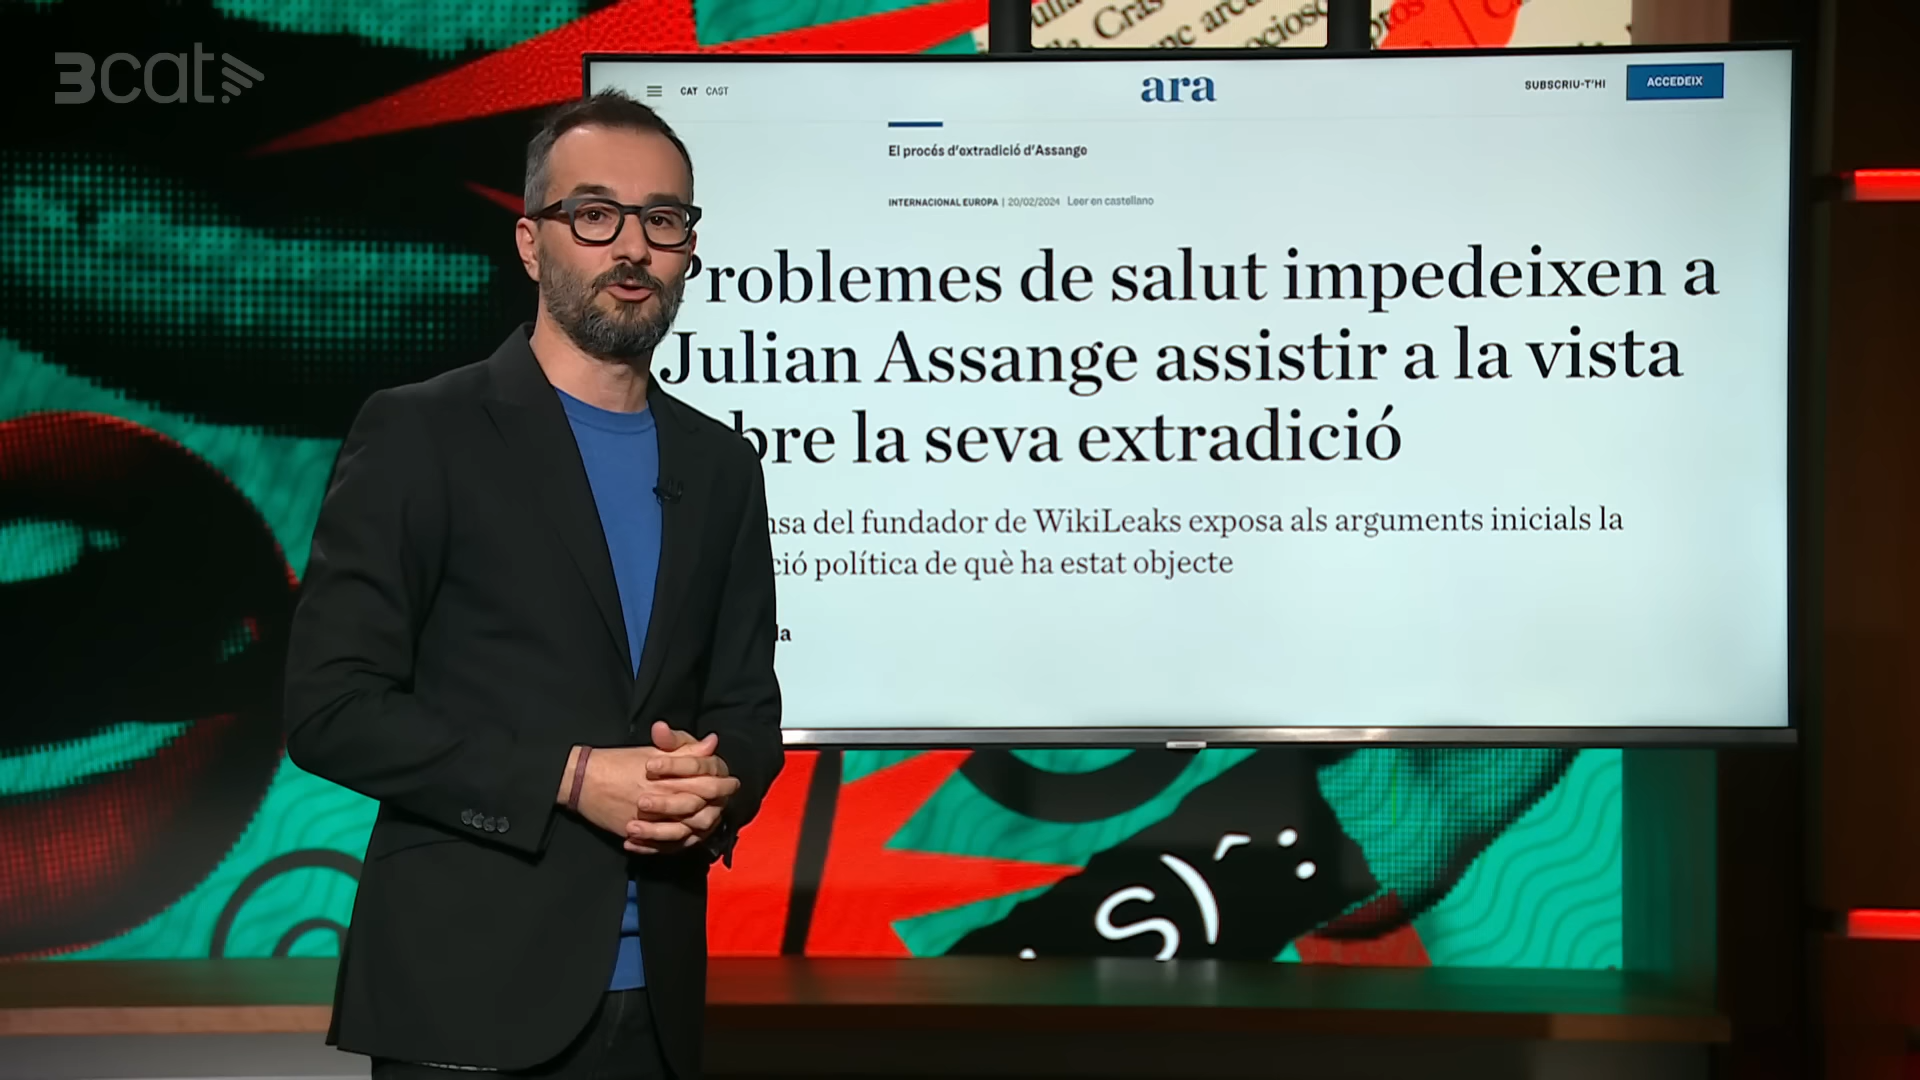 3cat
CAT CAST
ara
SUBSCRIU-T'HI
ACCEDEIX
El procés d'extradició d'Assange
INTERNACIONAL EUROPA | 20/02/2024 Leer en castellano
Problemes de salut impedeixen a
Julian Assange assistir a la vista
bre la seva extradició
nsa del fundador de WikiLeaks exposa als arguments inicials la
ció política de què ha estat objecte
la